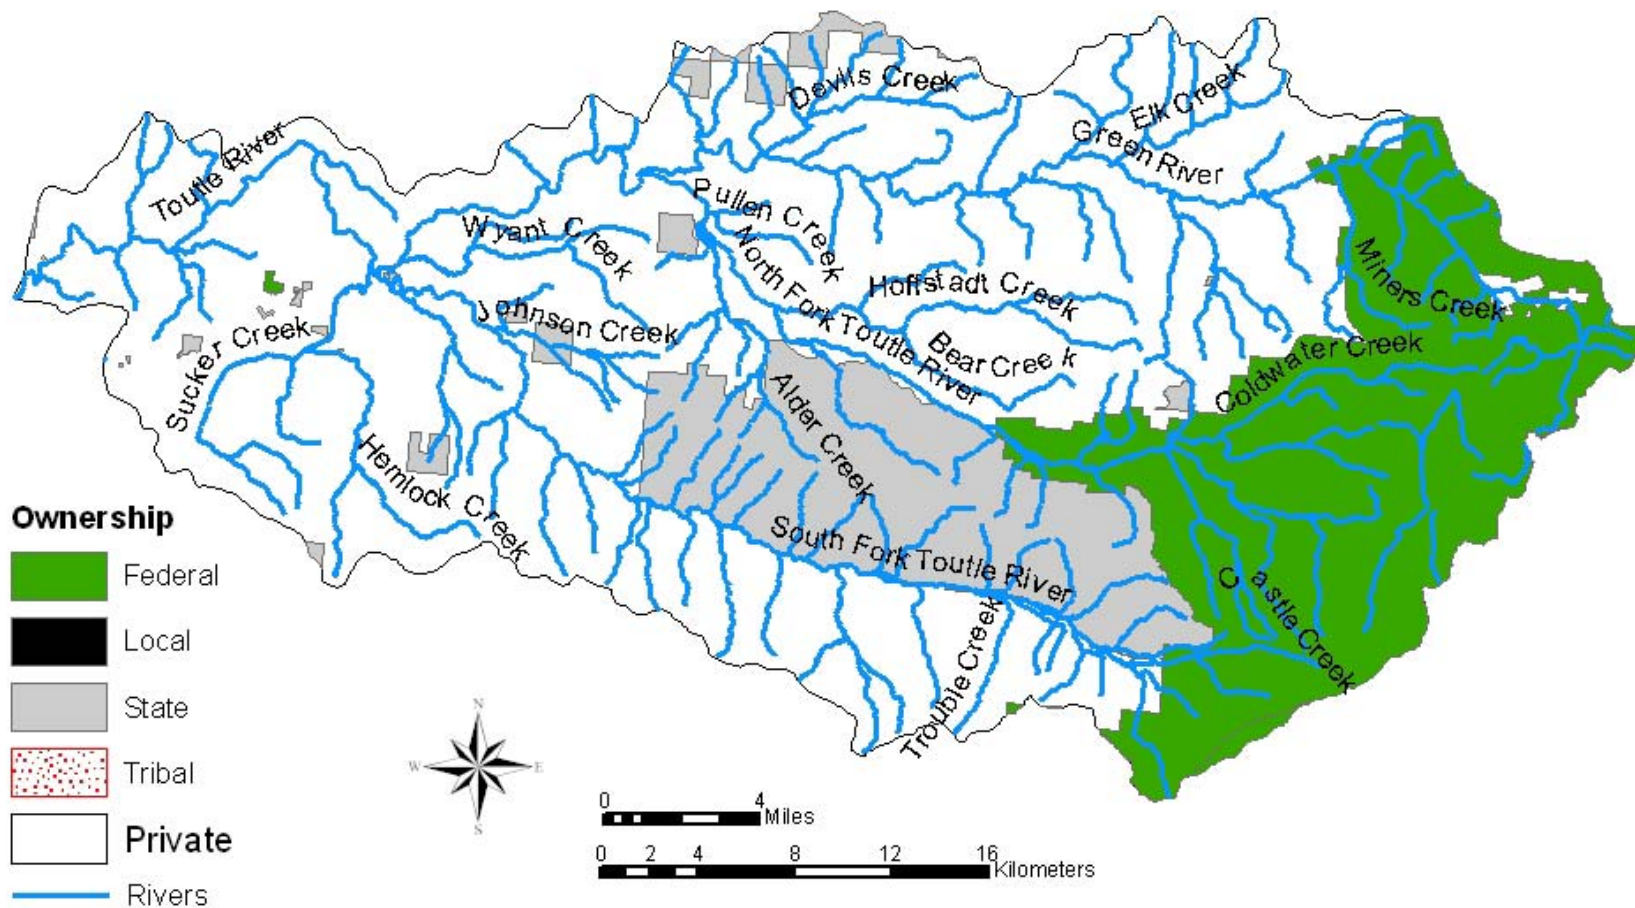 Devils Creek
Elk Creek
Green River
Toutle River
Pullen Creek
Wyant Creek
North Fork Toutle River
Hoffstadt Creek
Miners Creek
Johnson Creek
Bear Creek
Coldwater Creek
Sucker Creek
Alder Creek
Hemlock Creek
South Fork Toutle River
Castle Creek
Trouble Creek
Ownership
Federal
Local
State
Tribal
Private
Rivers
N
W E
S
0 4
Miles
0 2 4 8 12 16
Kilometers